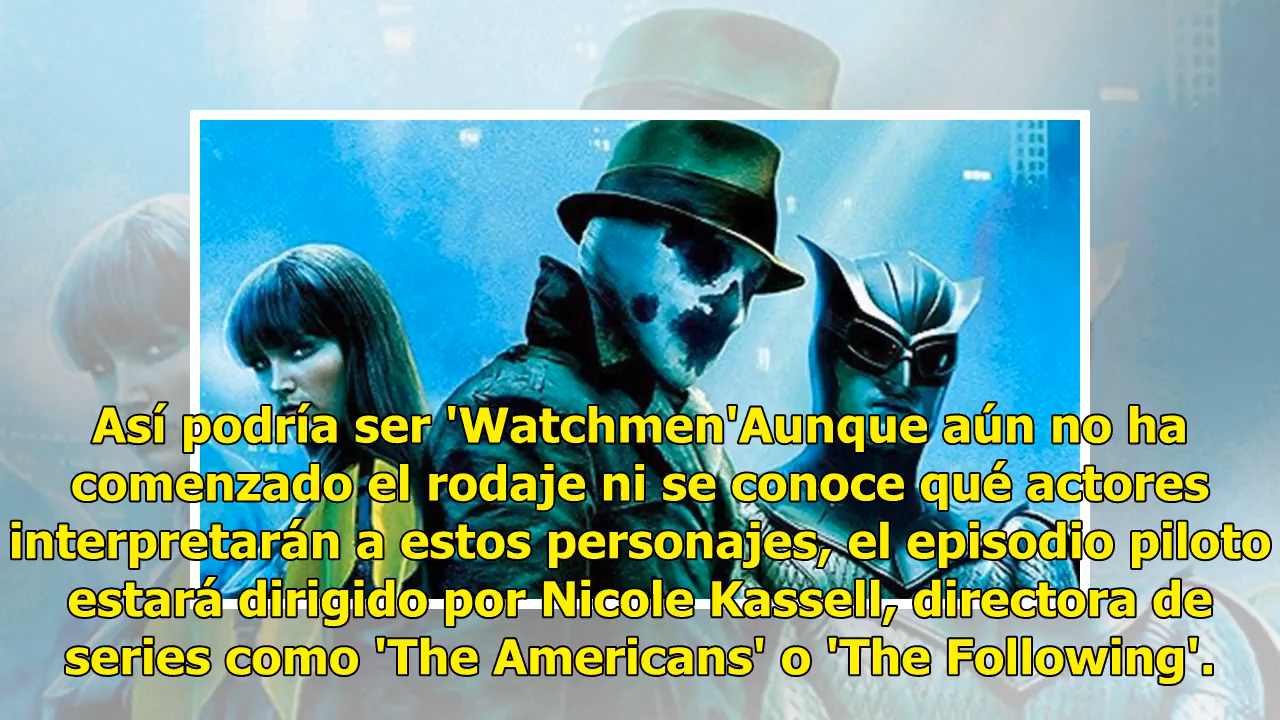 Así podría ser 'Watchmen'Aunque aún no ha
comenzado el rodaje ni se conoce qué actores
interpretarán a estos personajes, el episodio piloto
estará dirigido por Nicole Kassell, directora de
series como 'The Americans' o 'The Following'.